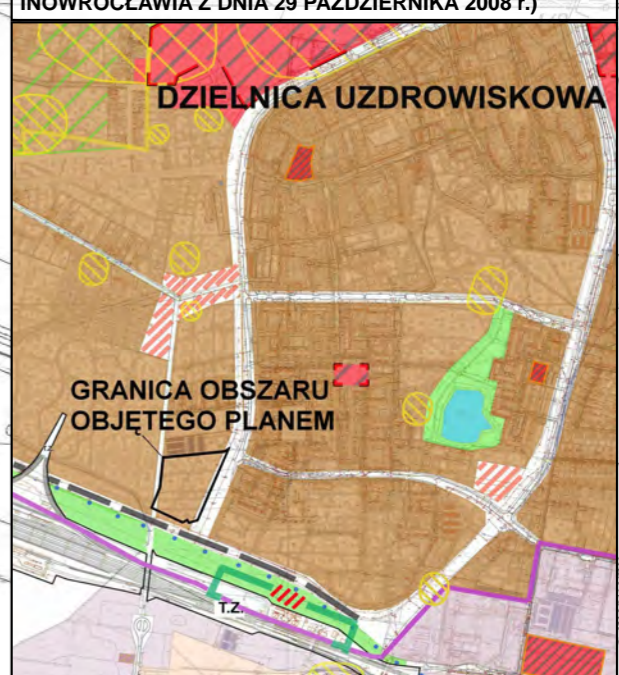 INOWROCŁAWIA Z DNIA 29 PAŹDZIERNIKA 2008 r.)
DZIELNICA UZDROWISKOWA
GRANICA OBSZARU
OBJĘTEGO PLANEM
T.Z.